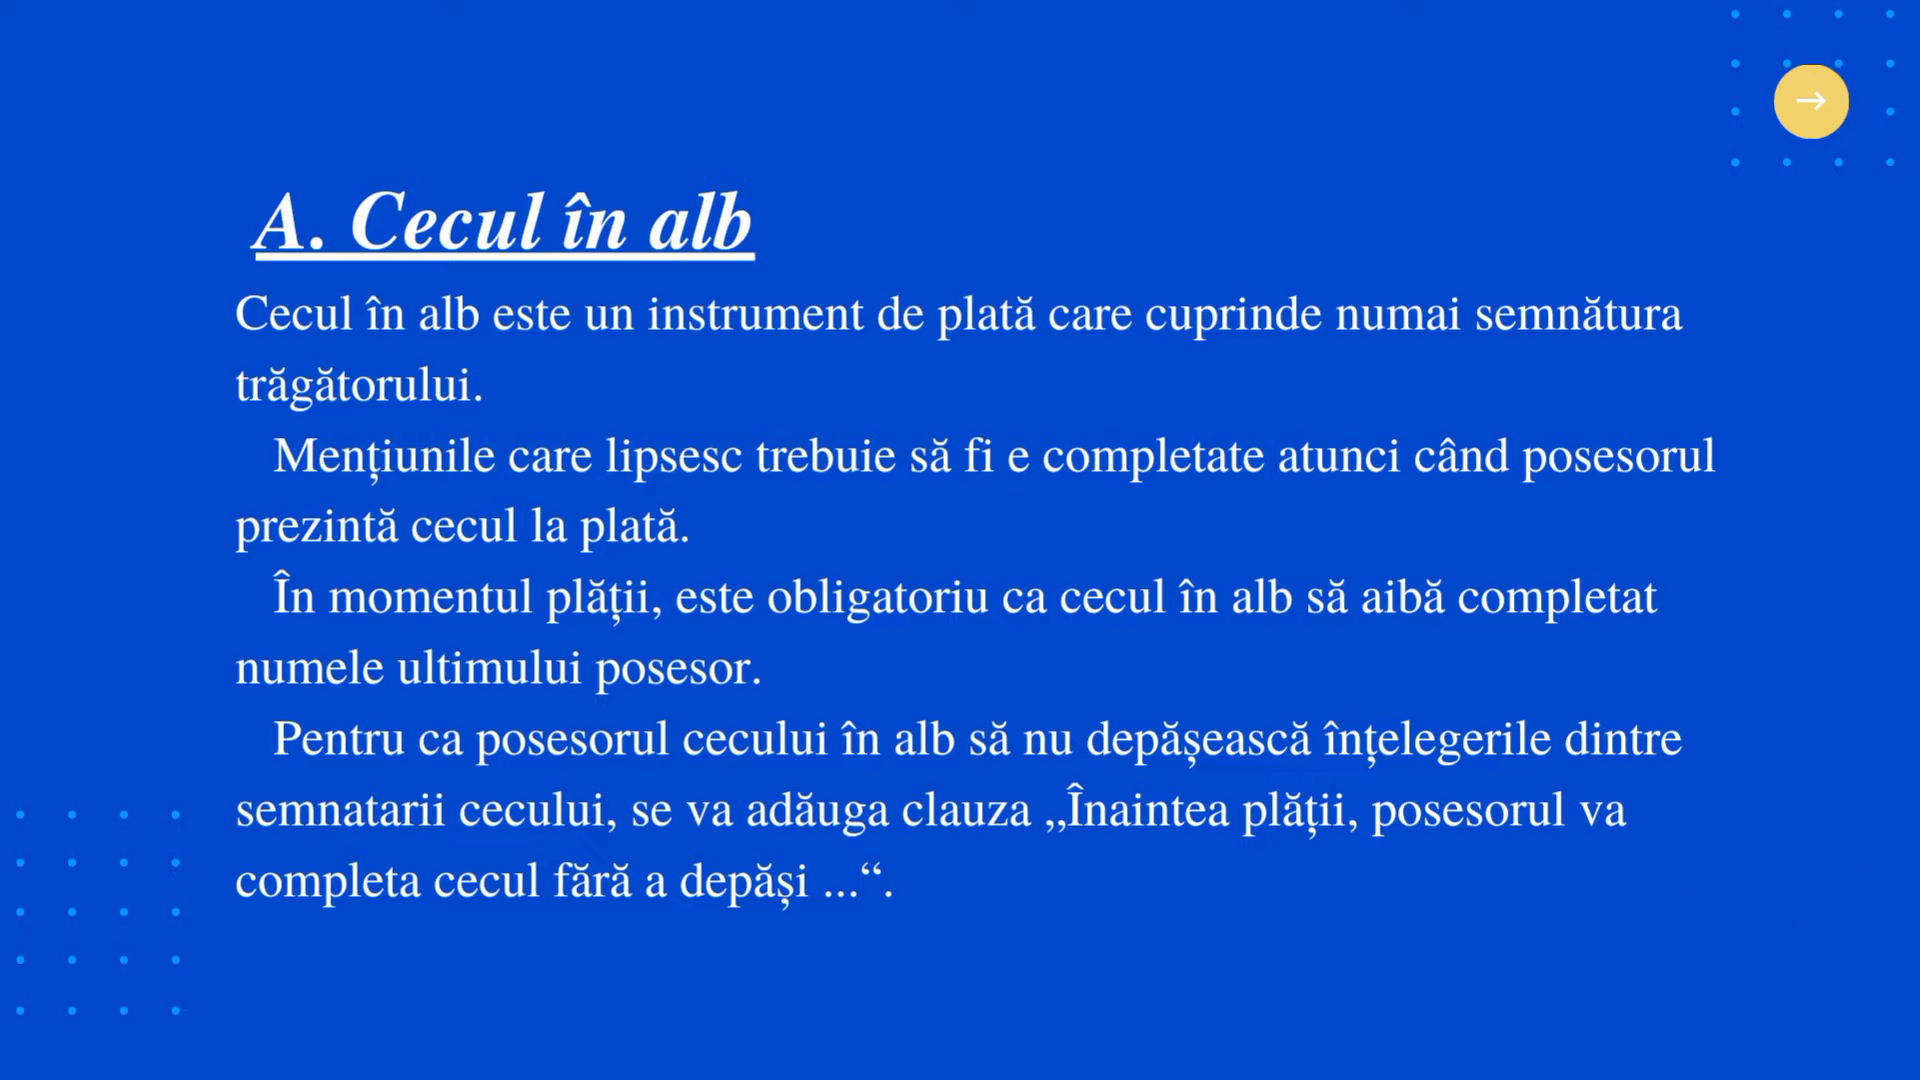 A. Cecul în alb
Cecul în alb este un instrument de plată care cuprinde numai semnătura
trăgătorului.
Mențiunile care lipsesc trebuie să fi e completate atunci când posesorul
prezintă cecul la plată.
În momentul plății, este obligatoriu ca cecul în alb să aibă completat
numele ultimului posesor.
Pentru ca posesorul cecului în alb să nu depășească înțelegerile dintre
semnatarii cecului, se va adăuga clauza „Înaintea plății, posesorul va
completa cecul fără a depăși ...“.